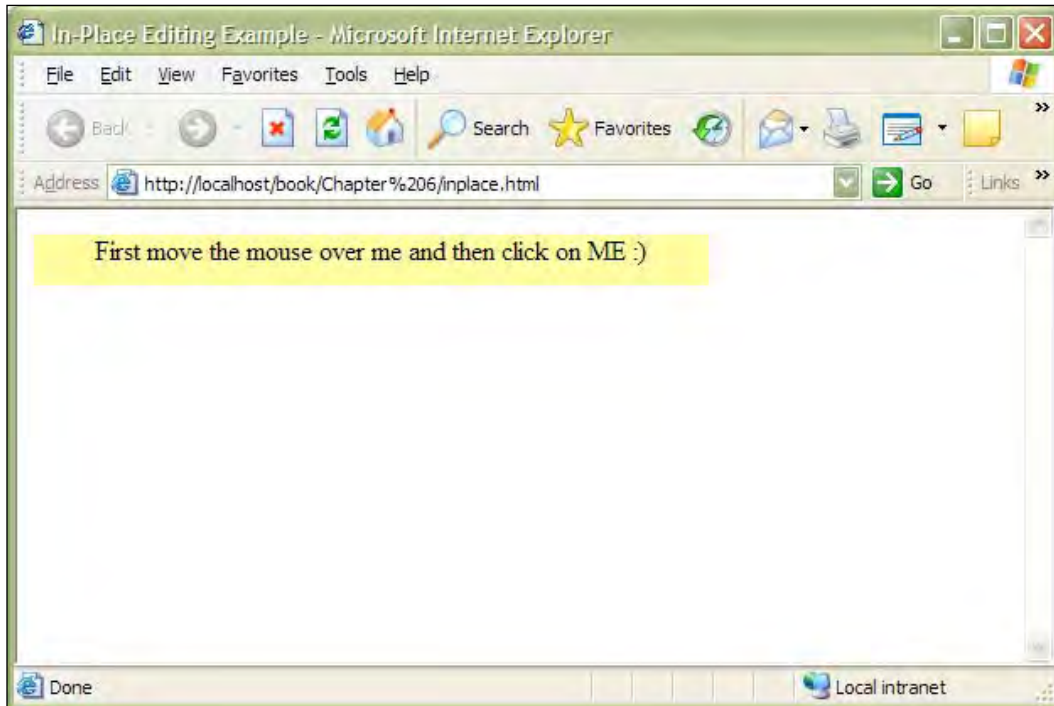 In-Place Editing Example - Microsoft Internet Explorer
File Edit View Favorites Tools Help
Back Search Favorites »
Address http://localhost/book/Chapter%206/inplace.html Go Links »
First move the mouse over me and then click on ME :)
Done Local intranet